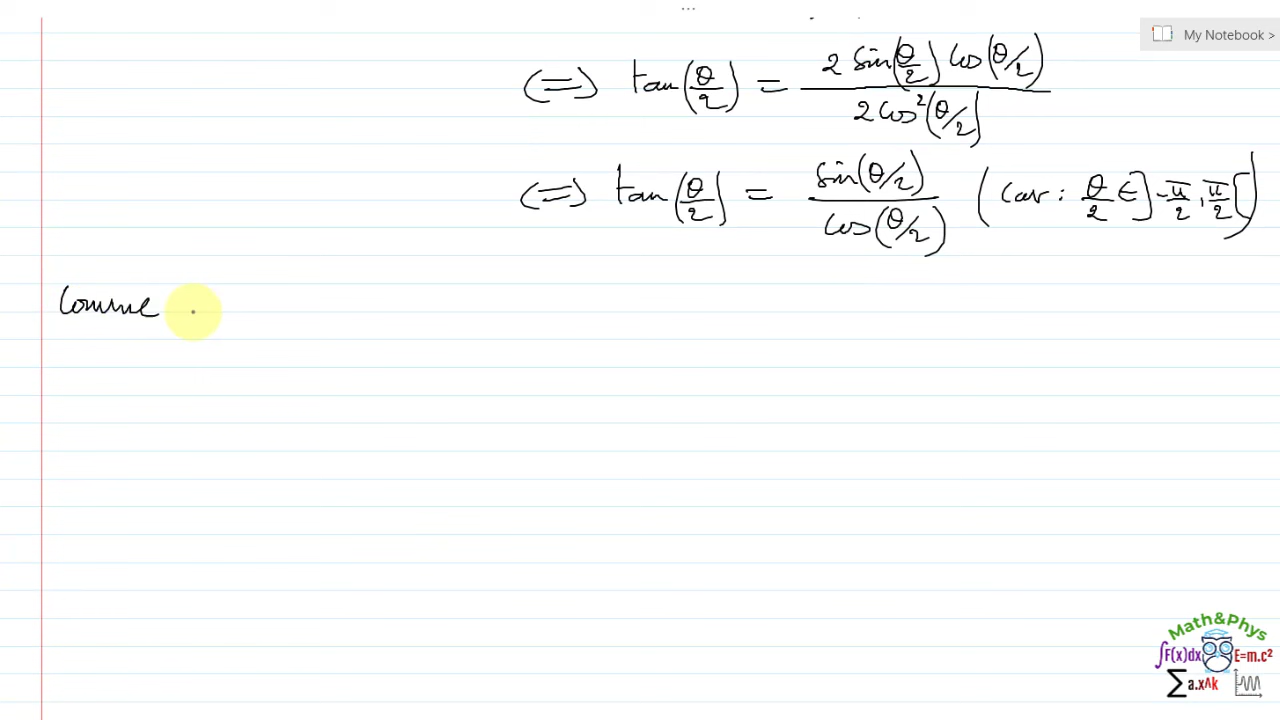 My Notebook >
(⟺) tan(θ/2) = 2 sin(θ/2) cos(θ/2) / 2 cos²(θ/2)
(⟺) tan(θ/2) = sin(θ/2) / cos(θ/2) (car : θ/2 ∈ ]-π/2, π/2[)
Comme
Math&Phys
∫F(x)dx E=m.c²
∑a.x^k